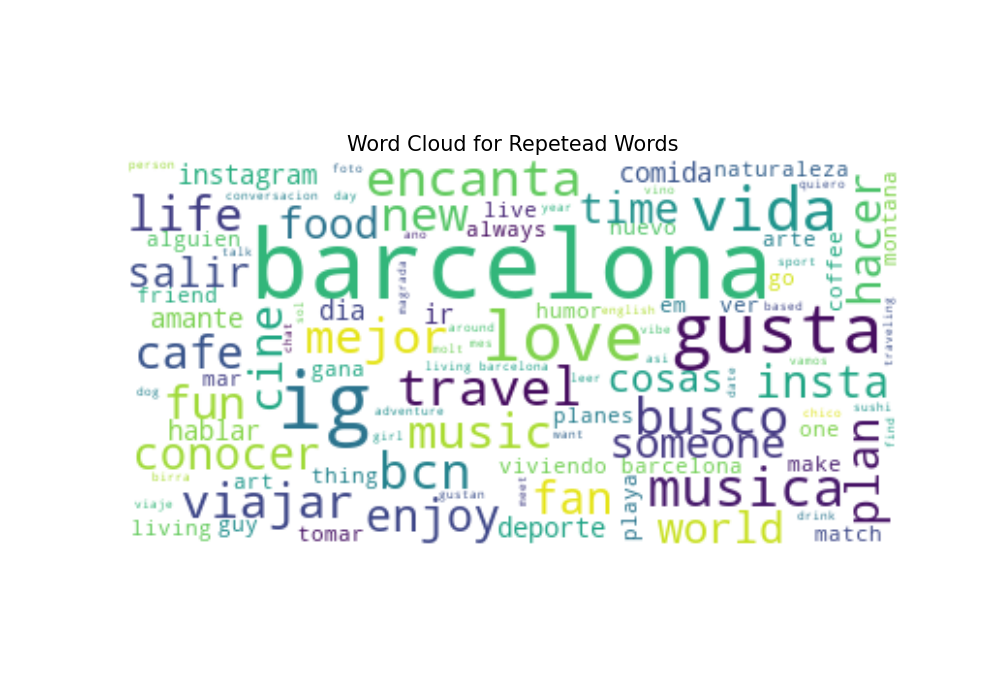 Word Cloud for Repetead Words
person
instagram
foto
encanta
comida
naturaleza
quiero
conversacion
day
vino
life
food
new
live
year
time
vida
hacer
montana
alguien
talk
ano
always
nuevo
arte
coffee
salir
barcelona
magrada
sport
go
friend
sol
dia
ir
humor
english
em
ver
based
traveling
amante
cine
chat
mejor
around
love
vibe
gusta
cafe
molt
mes
asi
vamos
mar
gana
living barcelona
leer
cosas
date
insta
dog
fun
ig
travel
adventure
planes
busco
chico
sushi
find
hablar
girl
music
want
someone
one
plan
conocer
birra
art
thing
bcn
viviendo barcelona
make
viaje
viajar
gustan
meet
fan
playa
musica
living
guy
tomar
enjoy
deporte
world
drink
match